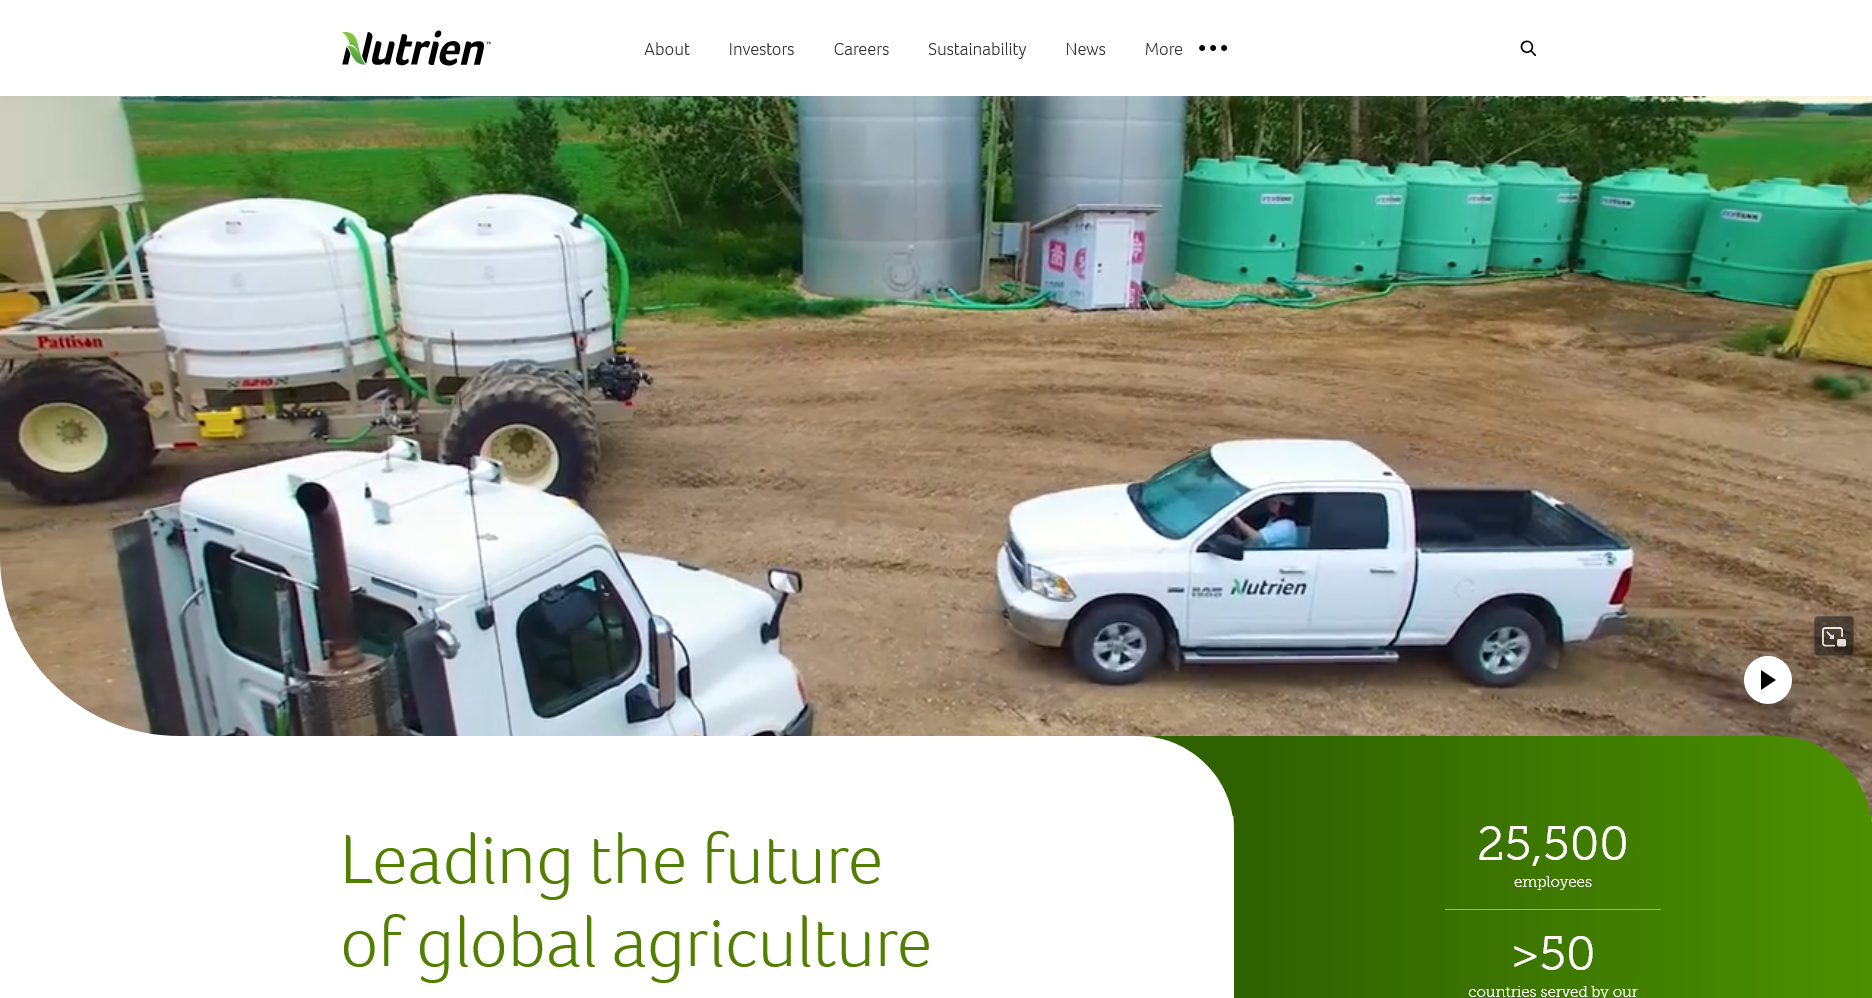 Nutrien
About
Investors
Careers
Sustainability
News
More
Pattison
Nutrien
Leading the future
of global agriculture
25,500
employees
>50
countries served by our